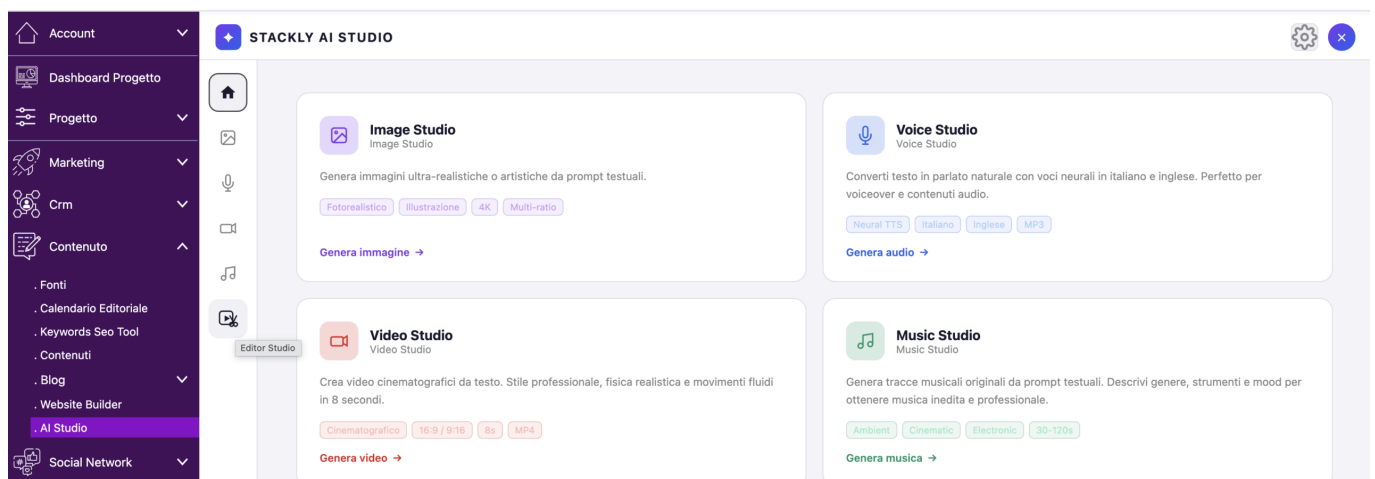 Account
Dashboard Progetto
Progetto
Marketing
Crm
Contenuto
. Fonti
. Calendario Editoriale
. Keywords Seo Tool
. Contenuti
. Blog
. Website Builder
. AI Studio
Social Network
STACKLY AI STUDIO
Editor Studio
Image Studio
Image Studio
Genera immagini ultra-realistiche o artistiche da prompt testuali.
Fotorealistico Illustrazione 4K Multi-ratio
Genera immagine →
Voice Studio
Voice Studio
Converti testo in parlato naturale con voci neurali in italiano e inglese. Perfetto per
voiceover e contenuti audio.
Neural TTS Italiano Inglese MP3
Genera audio →
Video Studio
Video Studio
Crea video cinematografici da testo. Stile professionale, fisica realistica e movimenti fluidi
in 8 secondi.
Cinematografico 16:9 / 9:16 8s MP4
Genera video →
Music Studio
Music Studio
Genera tracce musicali originali da prompt testuali. Descrivi genere, strumenti e mood per
ottenere musica inedita e professionale.
Ambient Cinematic Electronic 30-120s
Genera musica →